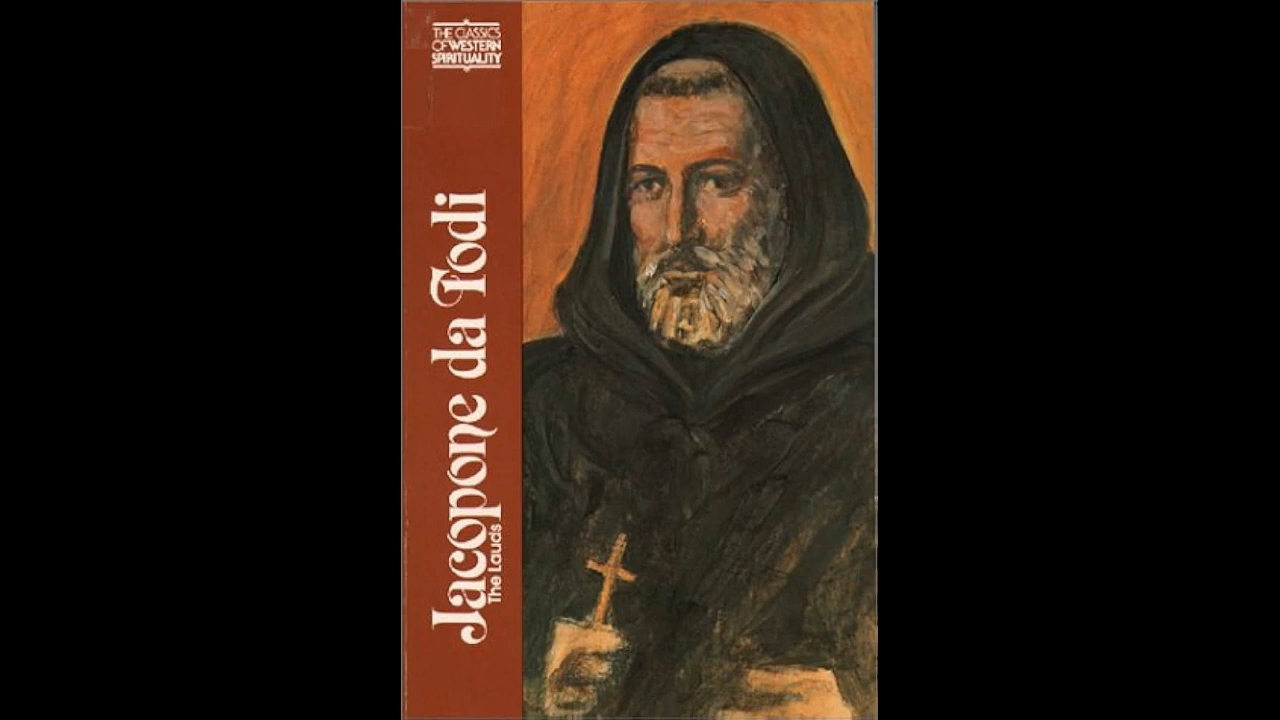 THE CLASSICS
OF WESTERN
SPIRITUALITY
Jacopone da Todi
The Lauds